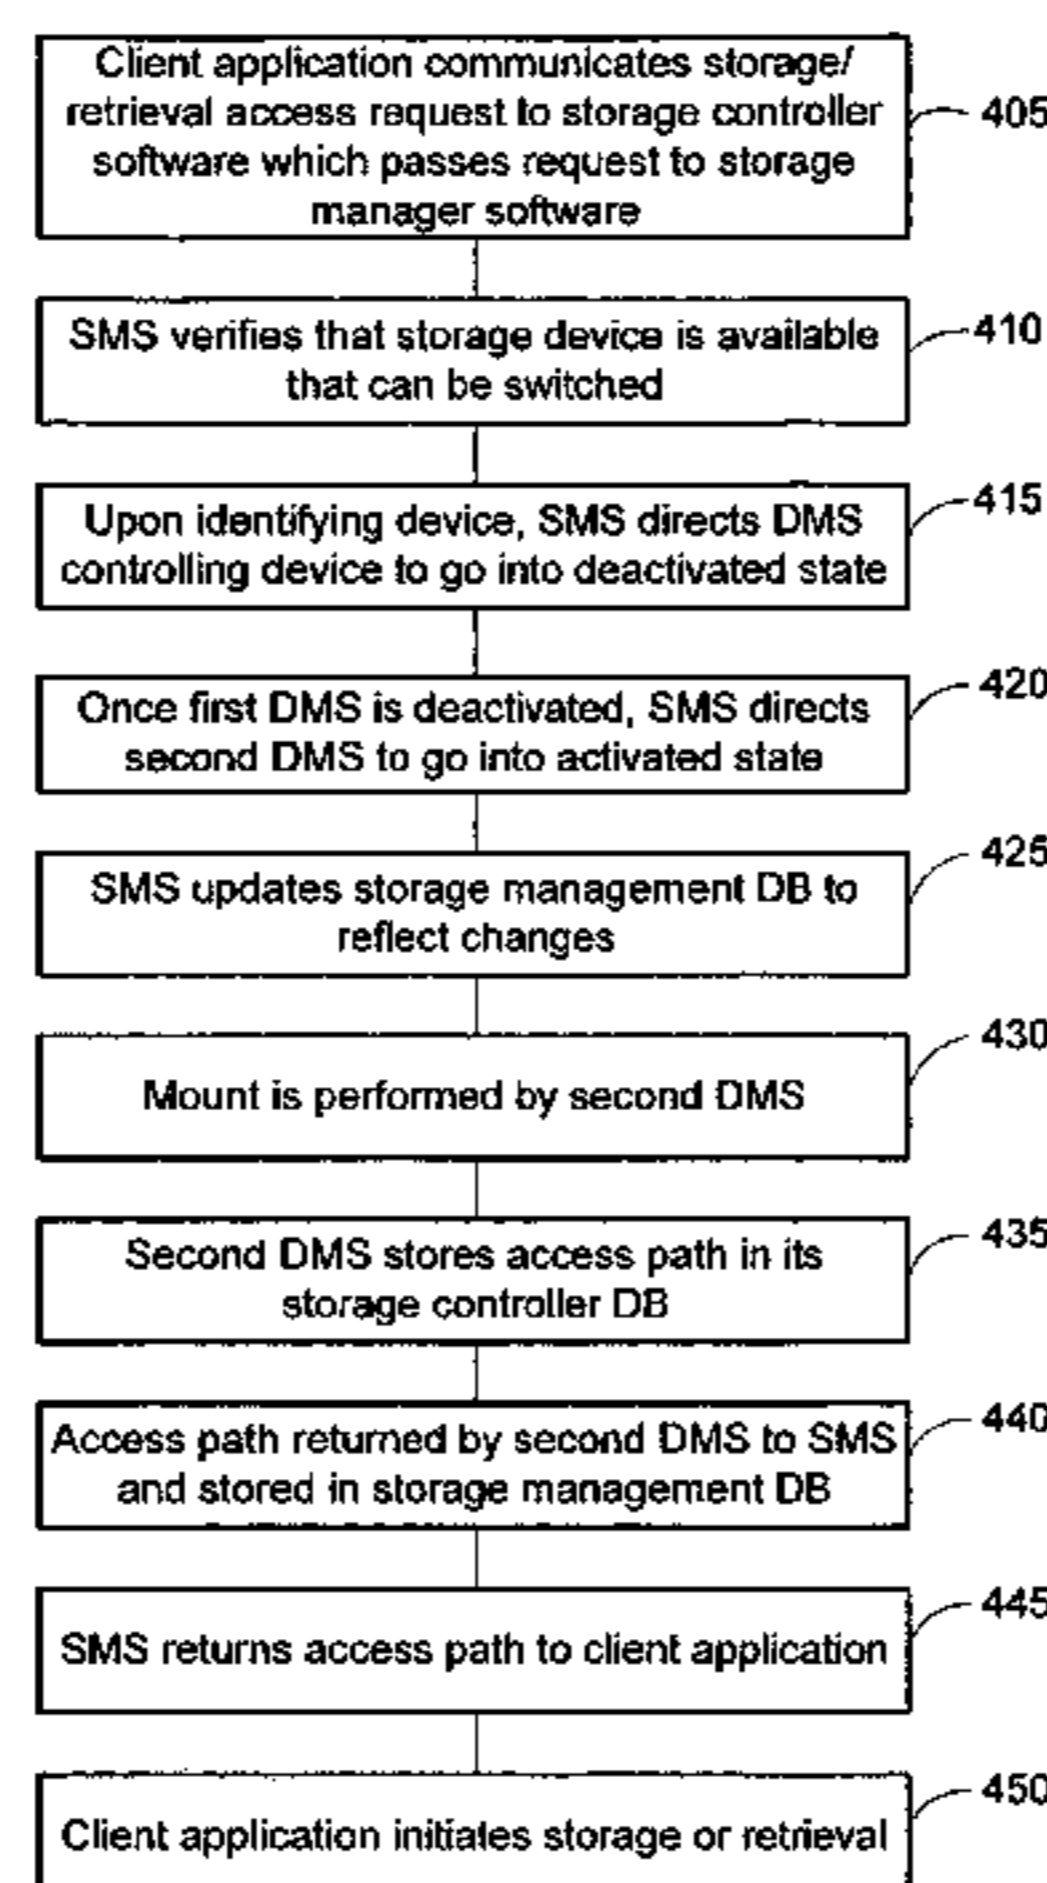 Client application communicates storage/
retrieval access request to storage controller
software which passes request to storage
manager software
405
SMS verifies that storage device is available
that can be switched
410
Upon identifying device, SMS directs DMS
controlling device to go into deactivated state
415
Once first DMS is deactivated, SMS directs
second DMS to go into activated state
420
SMS updates storage management DB to
reflect changes
425
Mount is performed by second DMS
430
Second DMS stores access path in its
storage controller DB
435
Access path returned by second DMS to SMS
and stored in storage management DB
440
SMS returns access path to client application
445
Client application initiates storage or retrieval
450